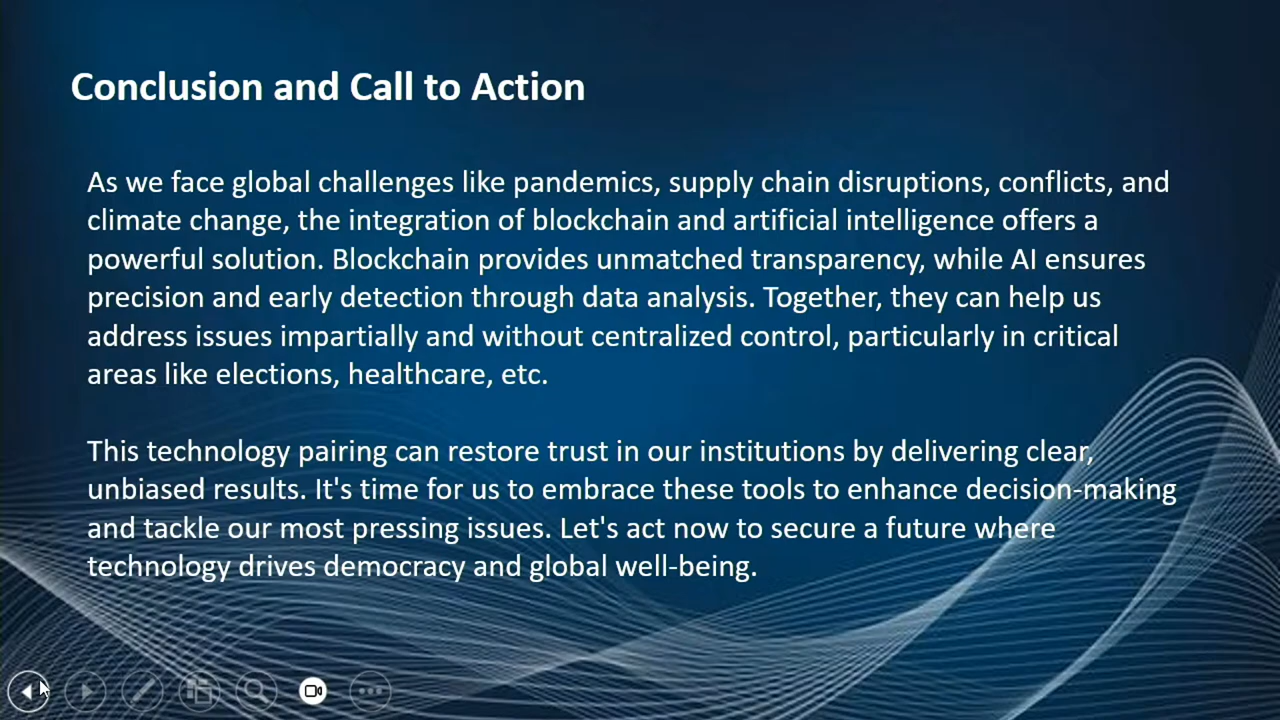 Conclusion and Call to Action
As we face global challenges like pandemics, supply chain disruptions, conflicts, and
climate change, the integration of blockchain and artificial intelligence offers a
powerful solution. Blockchain provides unmatched transparency, while AI ensures
precision and early detection through data analysis. Together, they can help us
address issues impartially and without centralized control, particularly in critical
areas like elections, healthcare, etc.
This technology pairing can restore trust in our institutions by delivering clear,
unbiased results. It's time for us to embrace these tools to enhance decision-making
and tackle our most pressing issues. Let's act now to secure a future where
technology drives democracy and global well-being.